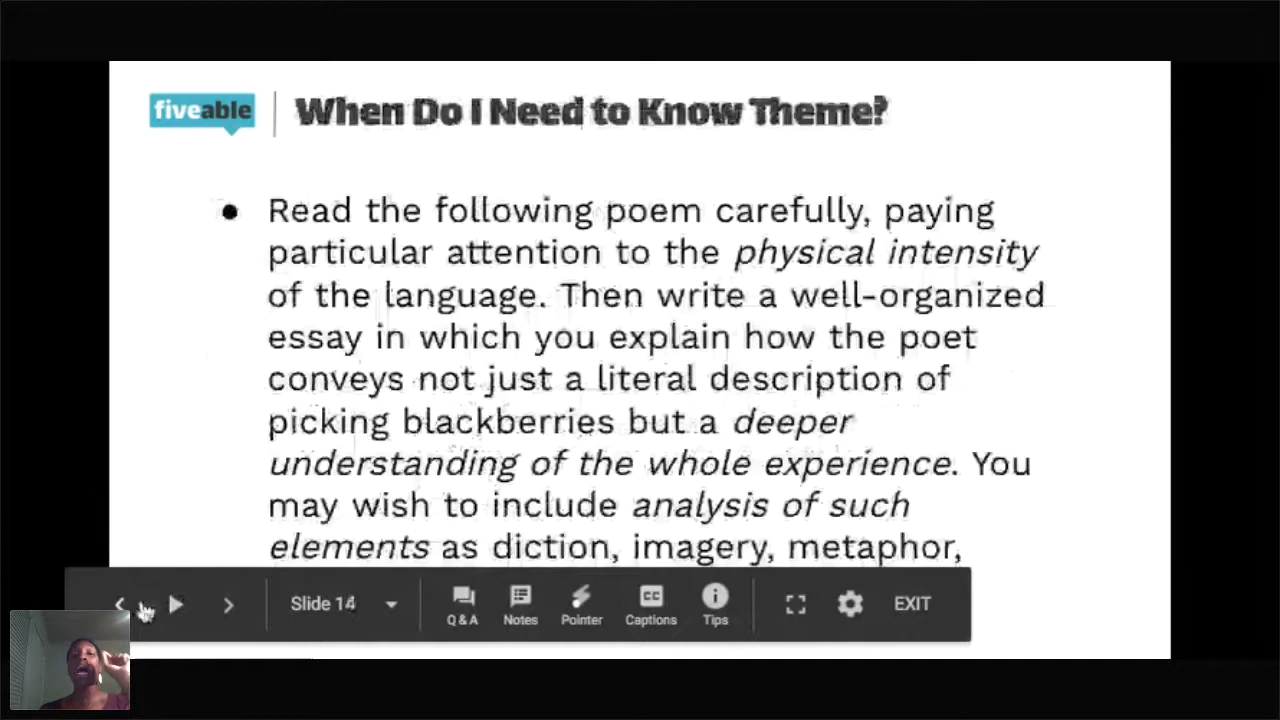 fiveable
When Do I Need to Know Theme?
• Read the following poem carefully, paying
particular attention to the physical intensity
of the language. Then write a well-organized
essay in which you explain how the poet
conveys not just a literal description of
picking blackberries but a deeper
understanding of the whole experience. You
may wish to include analysis of such
elements as diction, imagery, metaphor,
Slide 14
Q & A Notes Pointer Captions Tips EXIT
CC